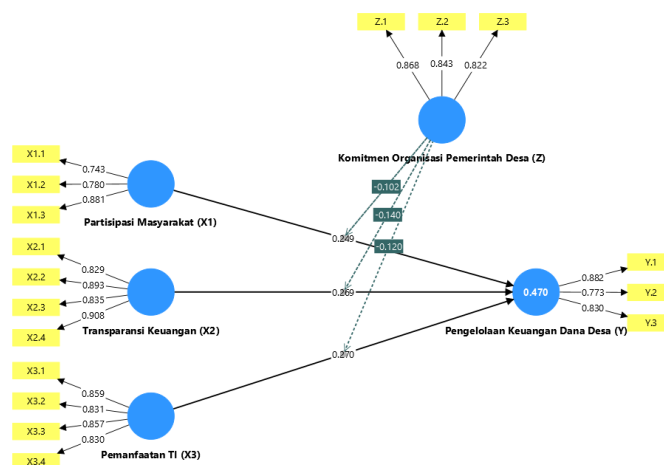 Z.1 Z.2 Z.3
0.868 0.843 0.822
Komitmen Organisasi Pemerintah Desa (Z)
X1.1
X1.2
X1.3
0.743
0.780
0.881
Partisipasi Masyarakat (X1)
-0.102
-0.140
-0.120
0.249
X2.1
X2.2
X2.3
X2.4
0.829
0.893
0.835
0.908
Transparansi Keuangan (X2)
0.269
0.470
0.882
0.773
0.830
Y.1
Y.2
Y.3
Pengelolaan Keuangan Dana Desa (Y)
0.270
X3.1
X3.2
X3.3
X3.4
0.859
0.831
0.857
0.830
Pemanfaatan TI (X3)